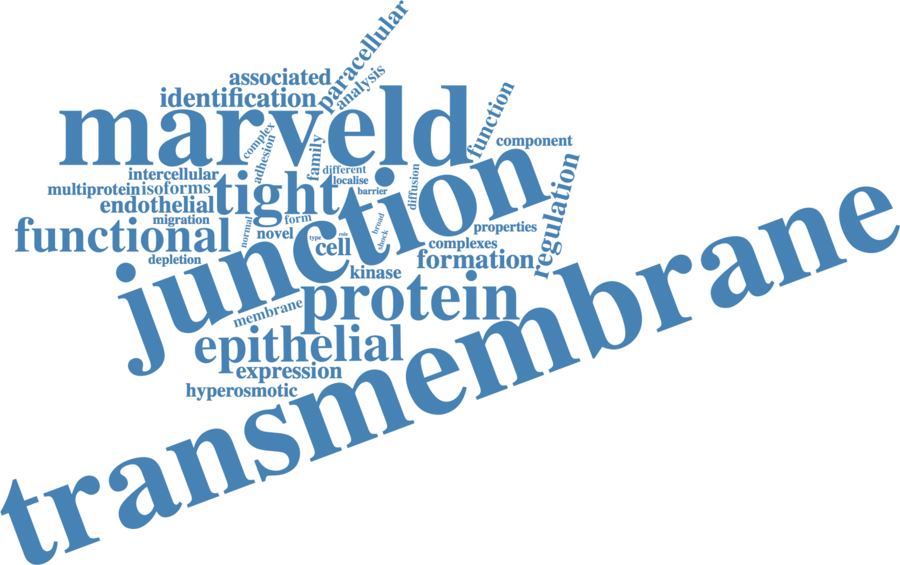 paracellular
analysis
associated
identification
marveld
function
component
complex
adhesion
family
intercellular
different
localise
barrier
diffusion
multiprotein
isoforms
tight
endothelial
migration
form
normal
novel
functional
junction
type
role
cell
broad
shock
properties
regulation
complexes
depletion
formation
kinase
membrane
protein
epithelial
expression
hyperosmotic
transmembrane